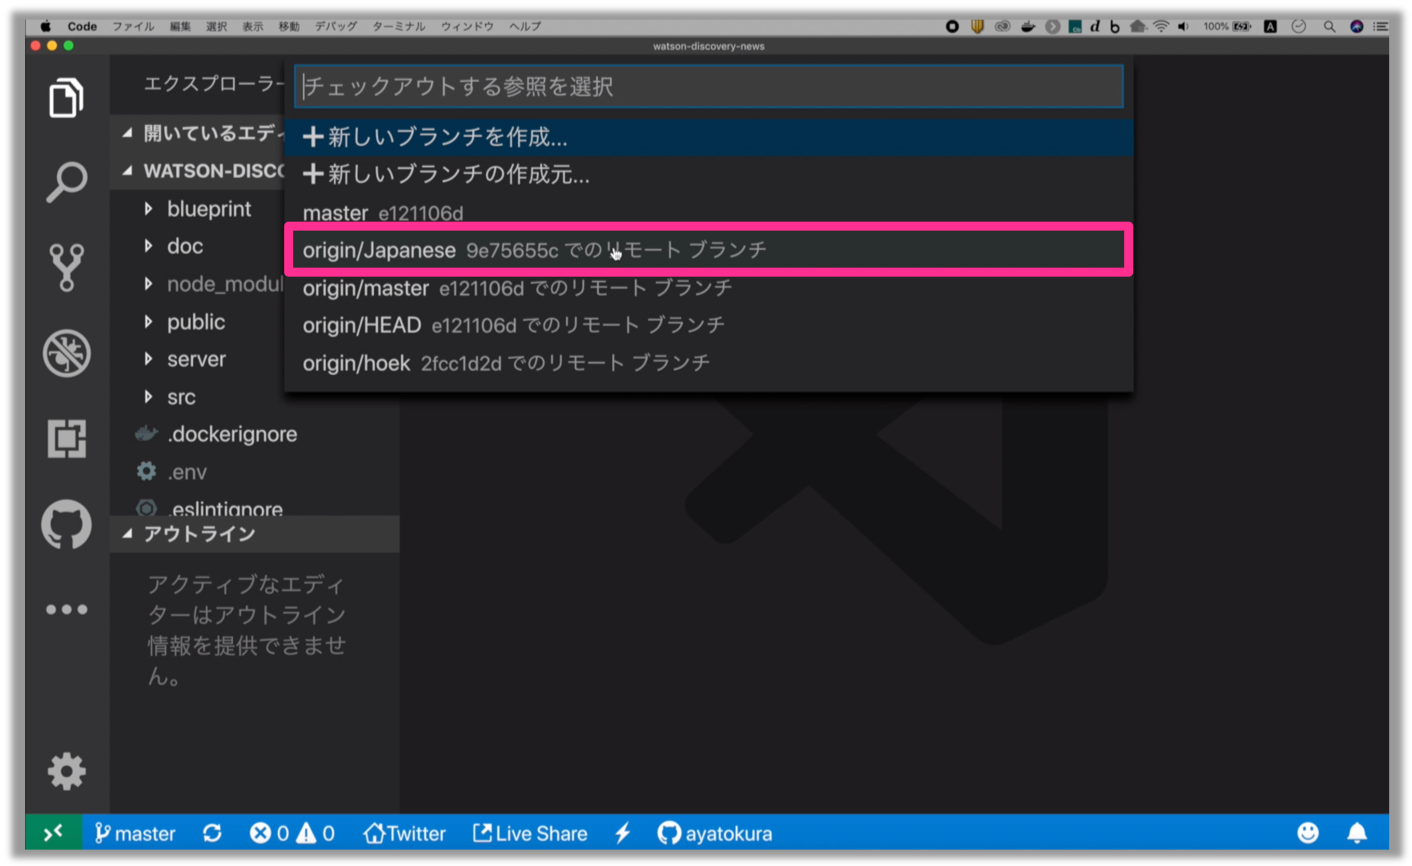 Code ファイル 編集 選択 表示 移動 デバッグ ターミナル ウィンドウ ヘルプ
100%
A
watson-discovery-news
エクスプローラー
チェックアウトする参照を選択
開いているエディ
新しいブランチを作成...
WATSON-DISCO
新しいブランチの作成元...
blueprint
master e121106d
doc
origin/Japanese 9e75655c でのリモート ブランチ
node_modul
origin/master e121106d でのリモート ブランチ
public
origin/HEAD e121106d でのリモート ブランチ
server
origin/hoek 2fcc1d2d でのリモート ブランチ
src
.dockerignore
.env
.eslintignore
アウトライン
アクティブなエディ
ターはアウトライン
情報を提供できませ
ん。
master 0 0 Twitter Live Share ayatokura